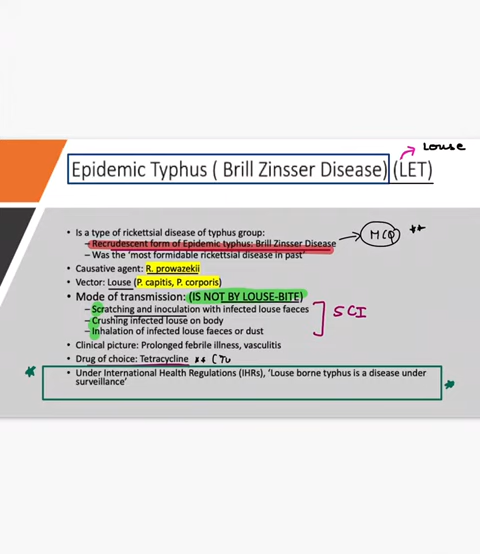 Louse
Epidemic Typhus ( Brill Zinsser Disease) (LET)
• Is a type of rickettsial disease of typhus group:
– Recrudescent form of Epidemic typhus: Brill Zinsser Disease → MCQ **
– Was the 'most formidable rickettsial disease in past'
• Causative agent: R. prowazekii
• Vector: Louse (P. capitis, P. corporis)
• Mode of transmission: (IS NOT BY LOUSE-BITE)
– Scratching and inoculation with infected louse faeces
– Crushing infected louse on body
– Inhalation of infected louse faeces or dust
SCI
• Clinical picture: Prolonged febrile illness, vasculitis
• Drug of choice: Tetracycline **
• Under International Health Regulations (IHRs), 'Louse borne typhus is a disease under
surveillance'